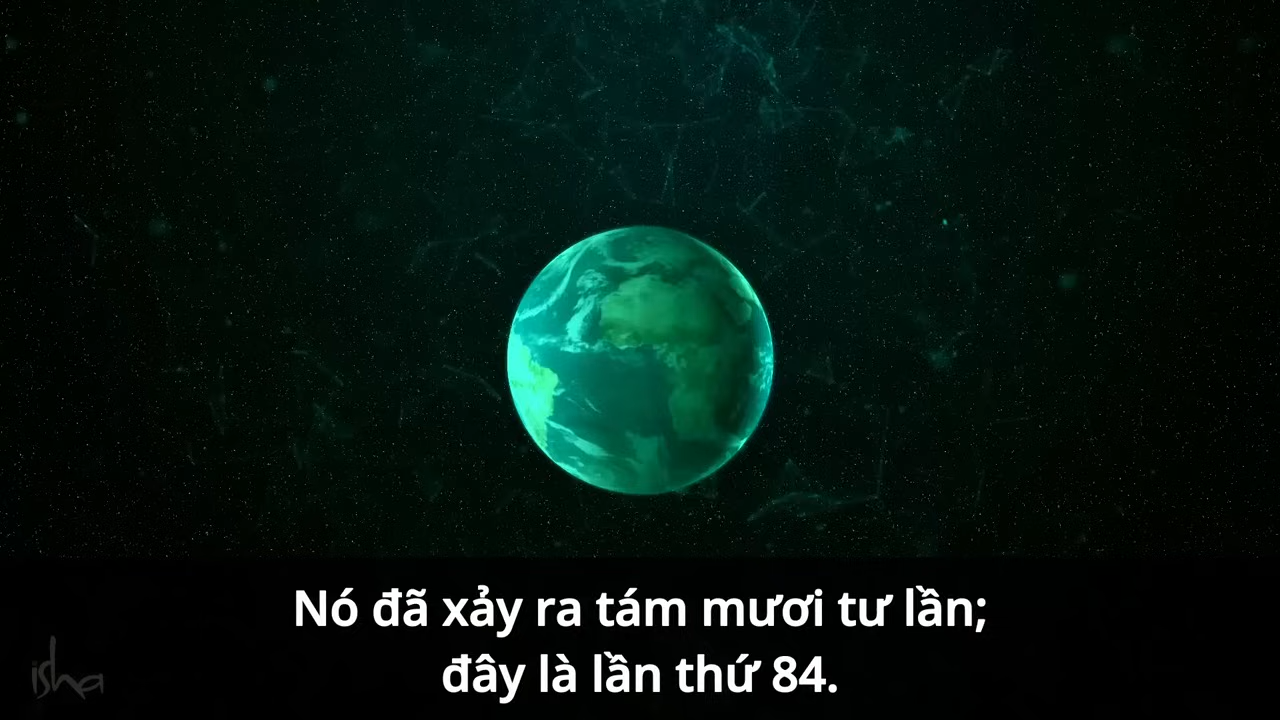 Nó đã xảy ra tám mươi tư lần;
đây là lần thứ 84.
isha